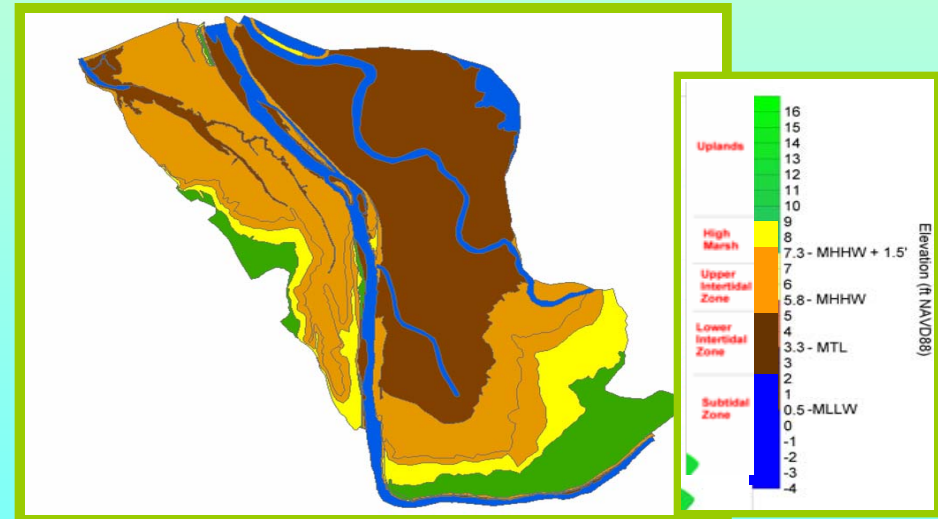 16
15
Uplands
14
13
12
11
10
9
High
Marsh
8
7.3 - MHHW + 1.5'
Upper
Intertidal
Zone
7
6
5.8 - MHHW
5
Lower
Intertidal
Zone
4
3.3 - MTL
3
2
Subtidal
Zone
1
0.5 -MLLW
0
-1
-2
-3
-4
Elevation (ft NAVD88)